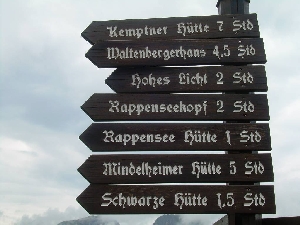 Kemptner Hütte 7 Std
Waltenbergerhaus 4,5 Std
Hohes Licht 2 Std
Rappenseekopf 2 Std
Rappensee Hütte 1 Std
Mindelheimer Hütte 5 Std
Schwarze Hütte 1,5 Std